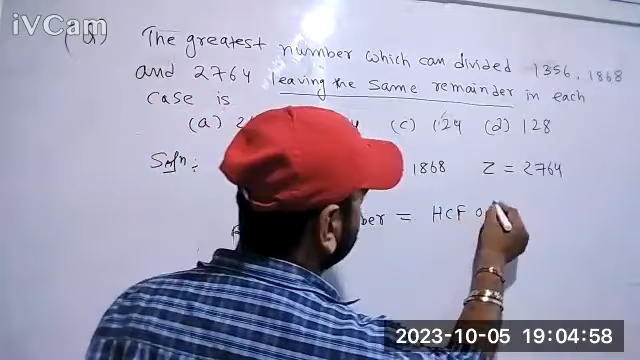 iVCam
(Q) The greatest number which can divided 1356, 1868
and 2764 leaving the same remainder in each
case is
(a) (c) 124 (d) 128
Soln: 1868 Z = 2764
= HCF
2023-10-05 19:04:58